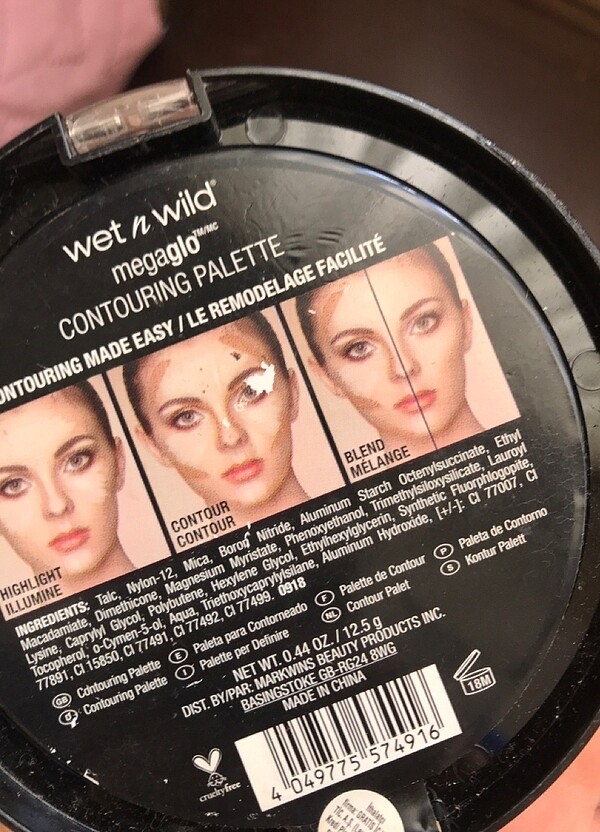 wet n wild®
megaglo™/MC
CONTOURING PALETTE
ONTOURING MADE EASY / LE REMODELAGE FACILITÉ
HIGHLIGHT
ILLUMINE
CONTOUR
CONTOUR
BLEND
MÉLANGE
INGREDIENTS: Talc, Nylon-12, Mica, Boron Nitride, Aluminum Starch Octenylsuccinate, Ethyl
Macadamiate, Dimethicone, Magnesium Myristate, Phenoxyethanol, Trimethylsiloxysilicate, Lauroyl
Lysine, Caprylyl Glycol, Polybutene, Hexylene Glycol, Ethylhexylglycerin, Synthetic Fluorphlogopite,
Tocopherol, o-Cymen-5-ol, Aqua, Triethoxycaprylylsilane, Aluminum Hydroxide, [+/-]: CI 77007, CI
77891, CI 15850, CI 77491, CI 77492, CI 77499. 0918
GB Contouring Palette E Paleta para Contorneado F Palette de Contour P Paleta de Contorno
D Contouring Palette I Palette per Definire NL Contour Palet S Kontur Palett
NET WT. 0.44 OZ. / 12.5 g
DIST. BY/PAR: MARKWINS BEAUTY PRODUCTS INC.
BASINGSTOKE GB-RG24 8WG
MADE IN CHINA
18M
crueltyfree
4 049775 574916